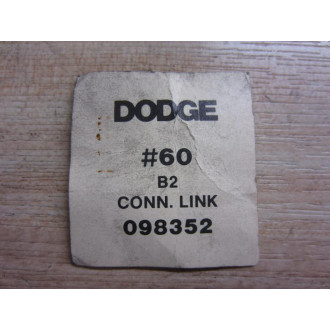 DODGE
#60
B2
CONN. LINK
098352